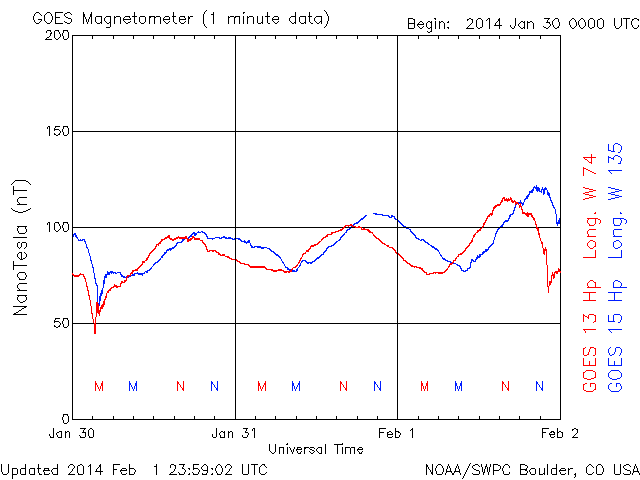 GOES Magnetometer (1 minute data)
Begin: 2014 Jan 30 0000 UTC
200
150
100
50
0
NanoTesla (nT)
M M N N M M N N M M N N
Jan 30 Jan 31 Feb 1 Feb 2
Universal Time
GOES 13 Hp Long. W 74
GOES 15 Hp Long. W 135
Updated 2014 Feb 1 23:59:02 UTC
NOAA/SWPC Boulder, CO USA